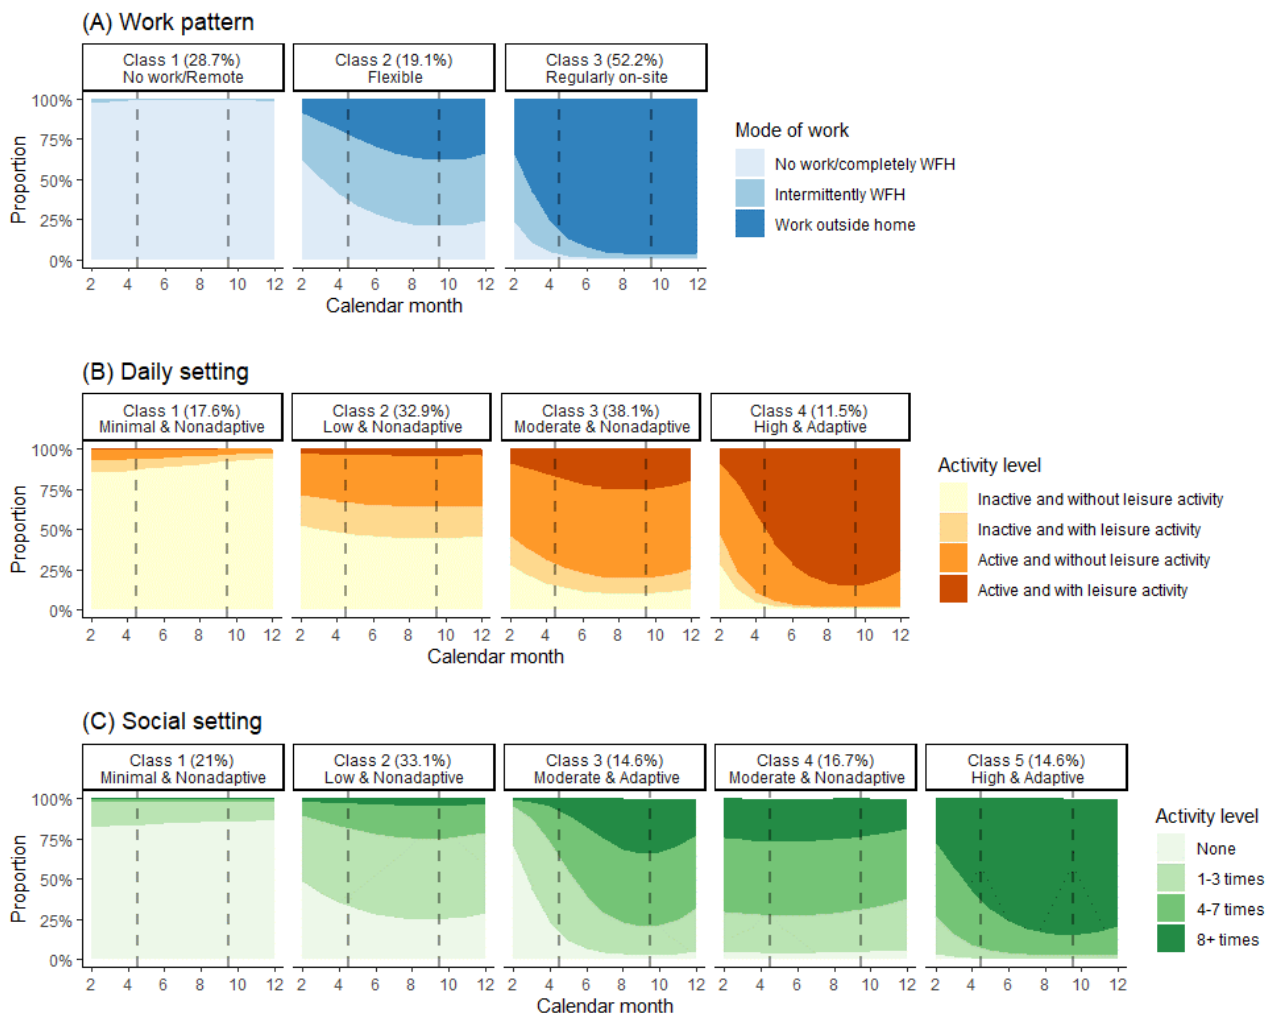 (A) Work pattern
Class 1 (28.7%)
No work/Remote
Class 2 (19.1%)
Flexible
Class 3 (52.2%)
Regularly on-site
100%
75%
50%
25%
0%
Proportion
2 4 6 8 10 12
2 4 6 8 10 12
2 4 6 8 10 12
Calendar month
Mode of work
No work/completely WFH
Intermittently WFH
Work outside home
(B) Daily setting
Class 1 (17.6%)
Minimal & Nonadaptive
Class 2 (32.9%)
Low & Nonadaptive
Class 3 (38.1%)
Moderate & Nonadaptive
Class 4 (11.5%)
High & Adaptive
100%
75%
50%
25%
0%
Proportion
2 4 6 8 10 12
2 4 6 8 10 12
2 4 6 8 10 12
2 4 6 8 10 12
Calendar month
Activity level
Inactive and without leisure activity
Inactive and with leisure activity
Active and without leisure activity
Active and with leisure activity
(C) Social setting
Class 1 (21%)
Minimal & Nonadaptive
Class 2 (33.1%)
Low & Nonadaptive
Class 3 (14.6%)
Moderate & Adaptive
Class 4 (16.7%)
Moderate & Nonadaptive
Class 5 (14.6%)
High & Adaptive
100%
75%
50%
25%
0%
Proportion
2 4 6 8 10 12
2 4 6 8 10 12
2 4 6 8 10 12
2 4 6 8 10 12
2 4 6 8 10 12
Calendar month
Activity level
None
1-3 times
4-7 times
8+ times